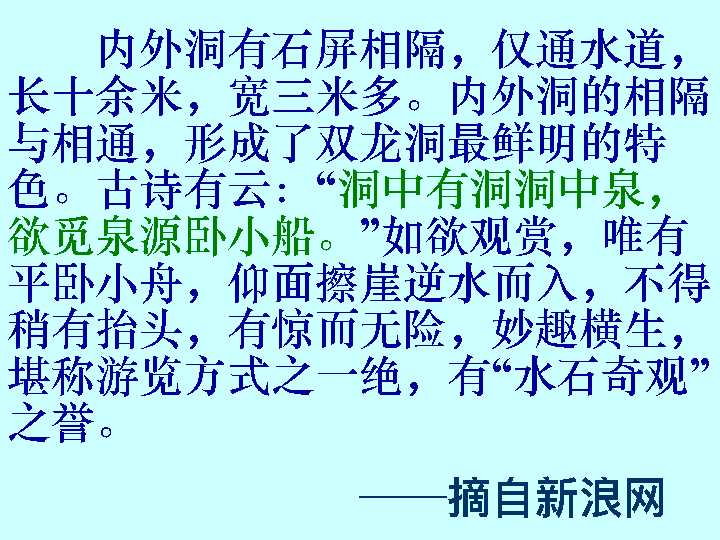 内外洞有石屏相隔，仅通水道，
长十余米，宽三米多。内外洞的相隔
与相通，形成了双龙洞最鲜明的特
色。古诗有云：“洞中有洞洞中泉，
欲觅泉源卧小船。”如欲观赏，唯有
平卧小舟，仰面擦崖逆水而入，不得
稍有抬头，有惊而无险，妙趣横生，
堪称游览方式之一绝，有“水石奇观”
之誉。
——摘自新浪网